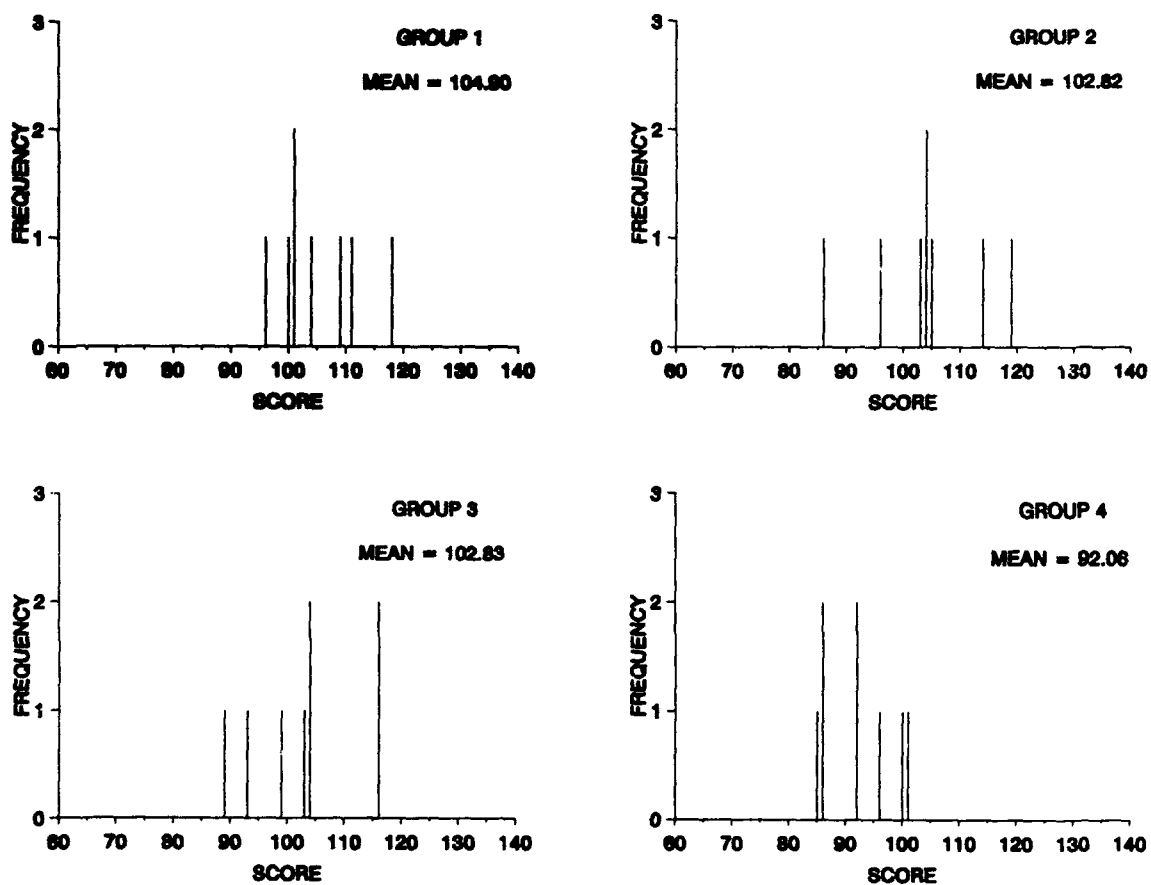 GROUP 1
MEAN = 104.90
FREQUENCY
3
2
1
0
60 70 80 90 100 110 120 130 140
SCORE
GROUP 2
MEAN = 102.82
FREQUENCY
3
2
1
0
60 70 80 90 100 110 120 130 140
SCORE
GROUP 3
MEAN = 102.83
FREQUENCY
3
2
1
0
60 70 80 90 100 110 120 130 140
SCORE
GROUP 4
MEAN = 92.06
FREQUENCY
3
2
1
0
60 70 80 90 100 110 120 130 140
SCORE